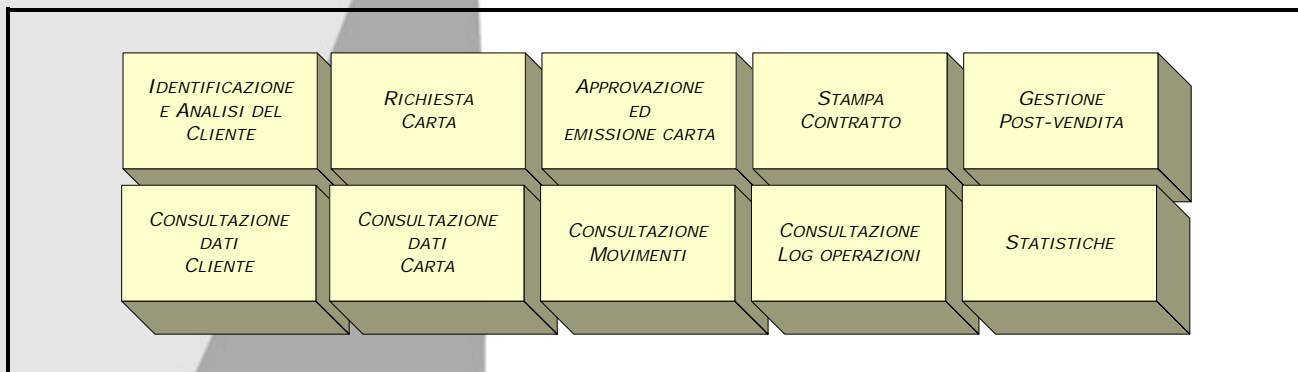 Identificazione
e Analisi del
Cliente
Richiesta
Carta
Approvazione
ed
emissione carta
Stampa
Contratto
Gestione
Post-vendita
Consultazione
dati
Cliente
Consultazione
dati
Carta
Consultazione
Movimenti
Consultazione
Log operazioni
Statistiche